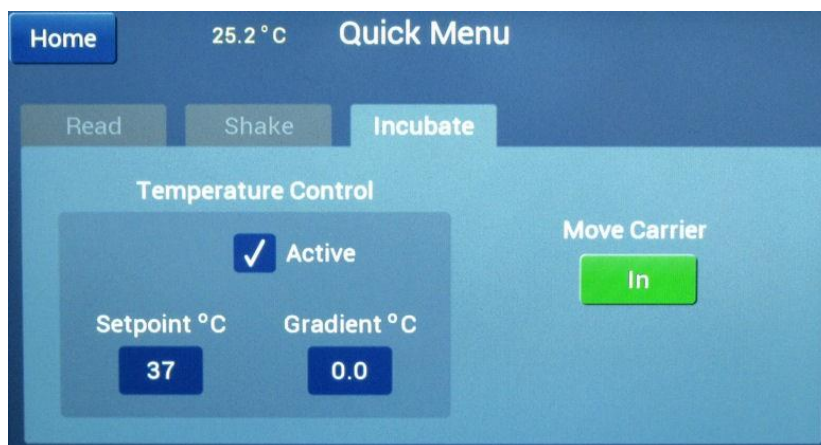 Home 25.2°C Quick Menu
Read Shake Incubate
Temperature Control
Active
Move Carrier
In
Setpoint °C Gradient °C
37 0.0